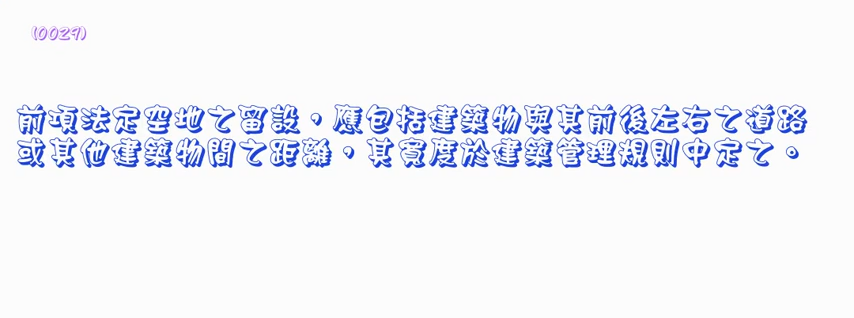 (0029)
前項法定空地之留設，應包括建築物與其前後左右之道路
或其他建築物間之距離，其寬度於建築管理規則中定之。